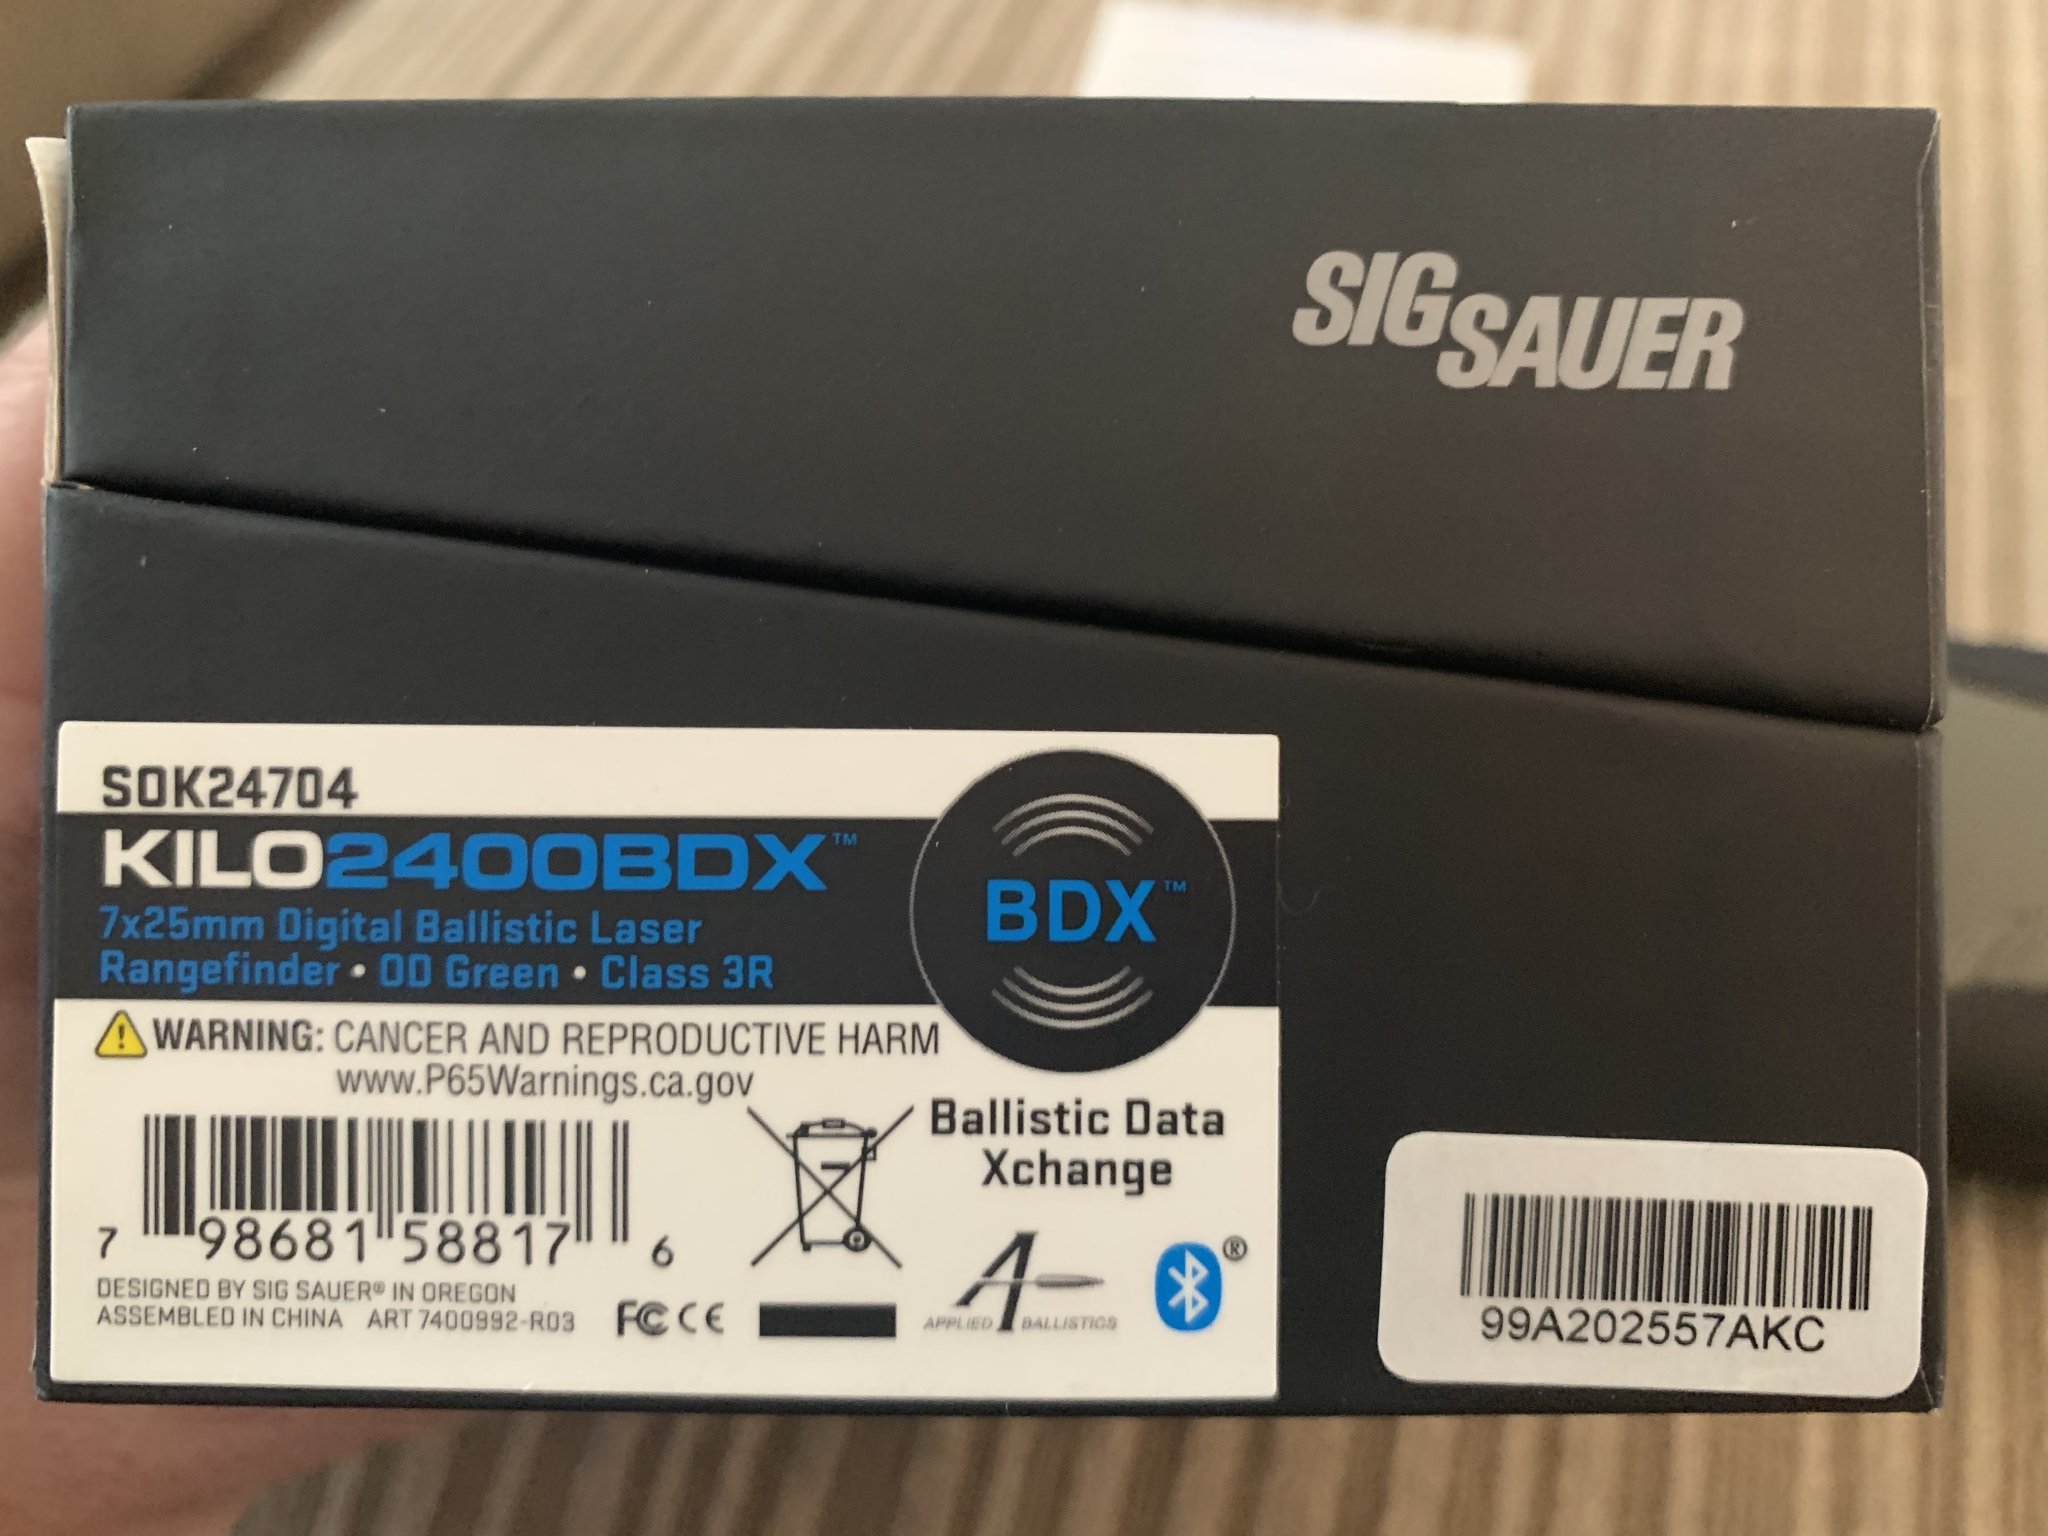 SIG SAUER
SOK24704
KILO2400BDX™
7x25mm Digital Ballistic Laser
Rangefinder • OD Green • Class 3R
BDX™
WARNING: CANCER AND REPRODUCTIVE HARM
www.P65Warnings.ca.gov
Ballistic Data
Xchange
7 98681 58817 6
DESIGNED BY SIG SAUER® IN OREGON
ASSEMBLED IN CHINA ART 7400992-R03
FC CE
A
APPLIED BALLISTICS
®
99A202557AKC